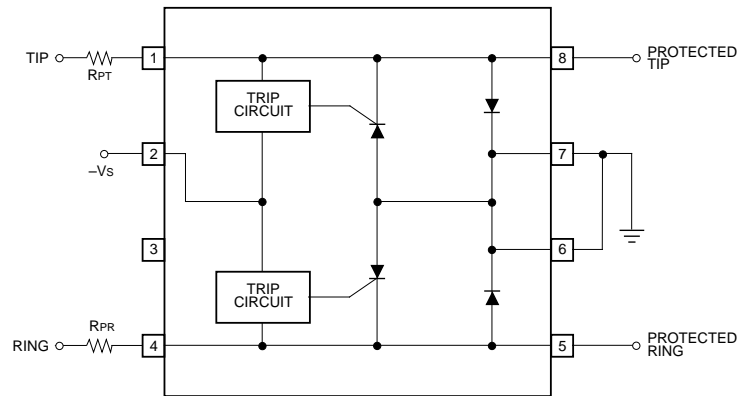 TIP
RPT
1
8
PROTECTED
TIP
TRIP
CIRCUIT
2
–VS
7
3
6
TRIP
CIRCUIT
RPR
RING
4
5
PROTECTED
RING